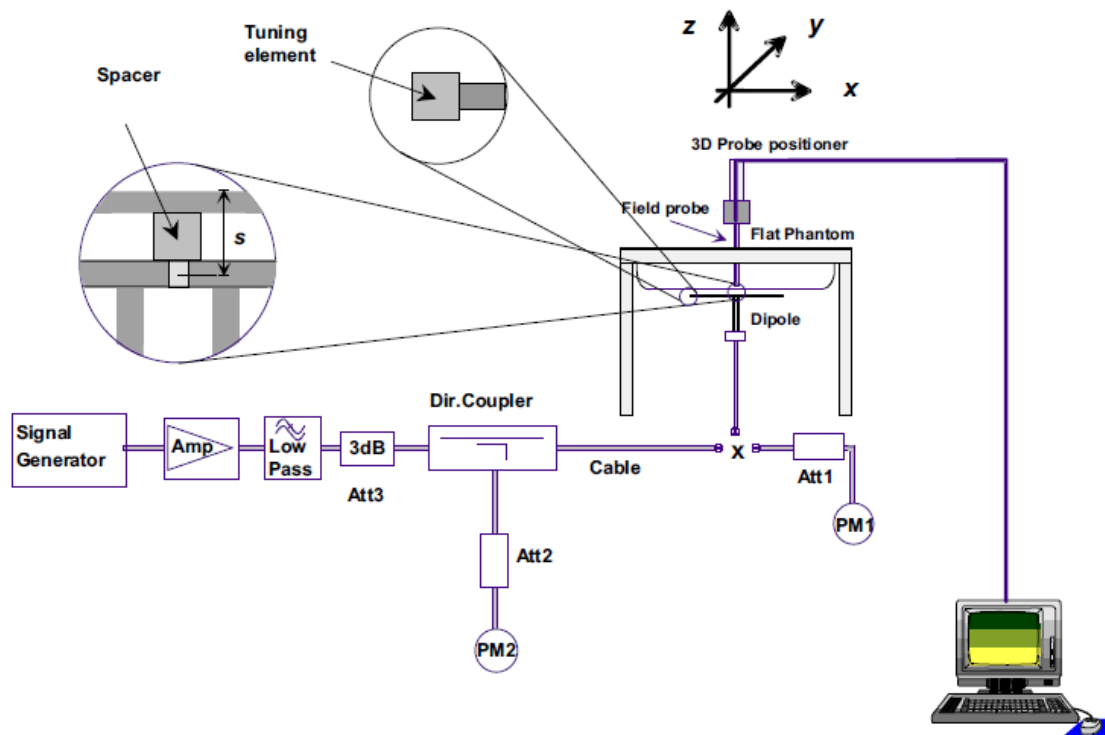 Tuning
element
Spacer
z
y
x
3D Probe positioner
Field probe
Flat Phantom
s
Dipole
Dir.Coupler
Signal
Generator
Amp
Low
Pass
3dB
Att3
Cable
x
Att1
PM1
Att2
PM2